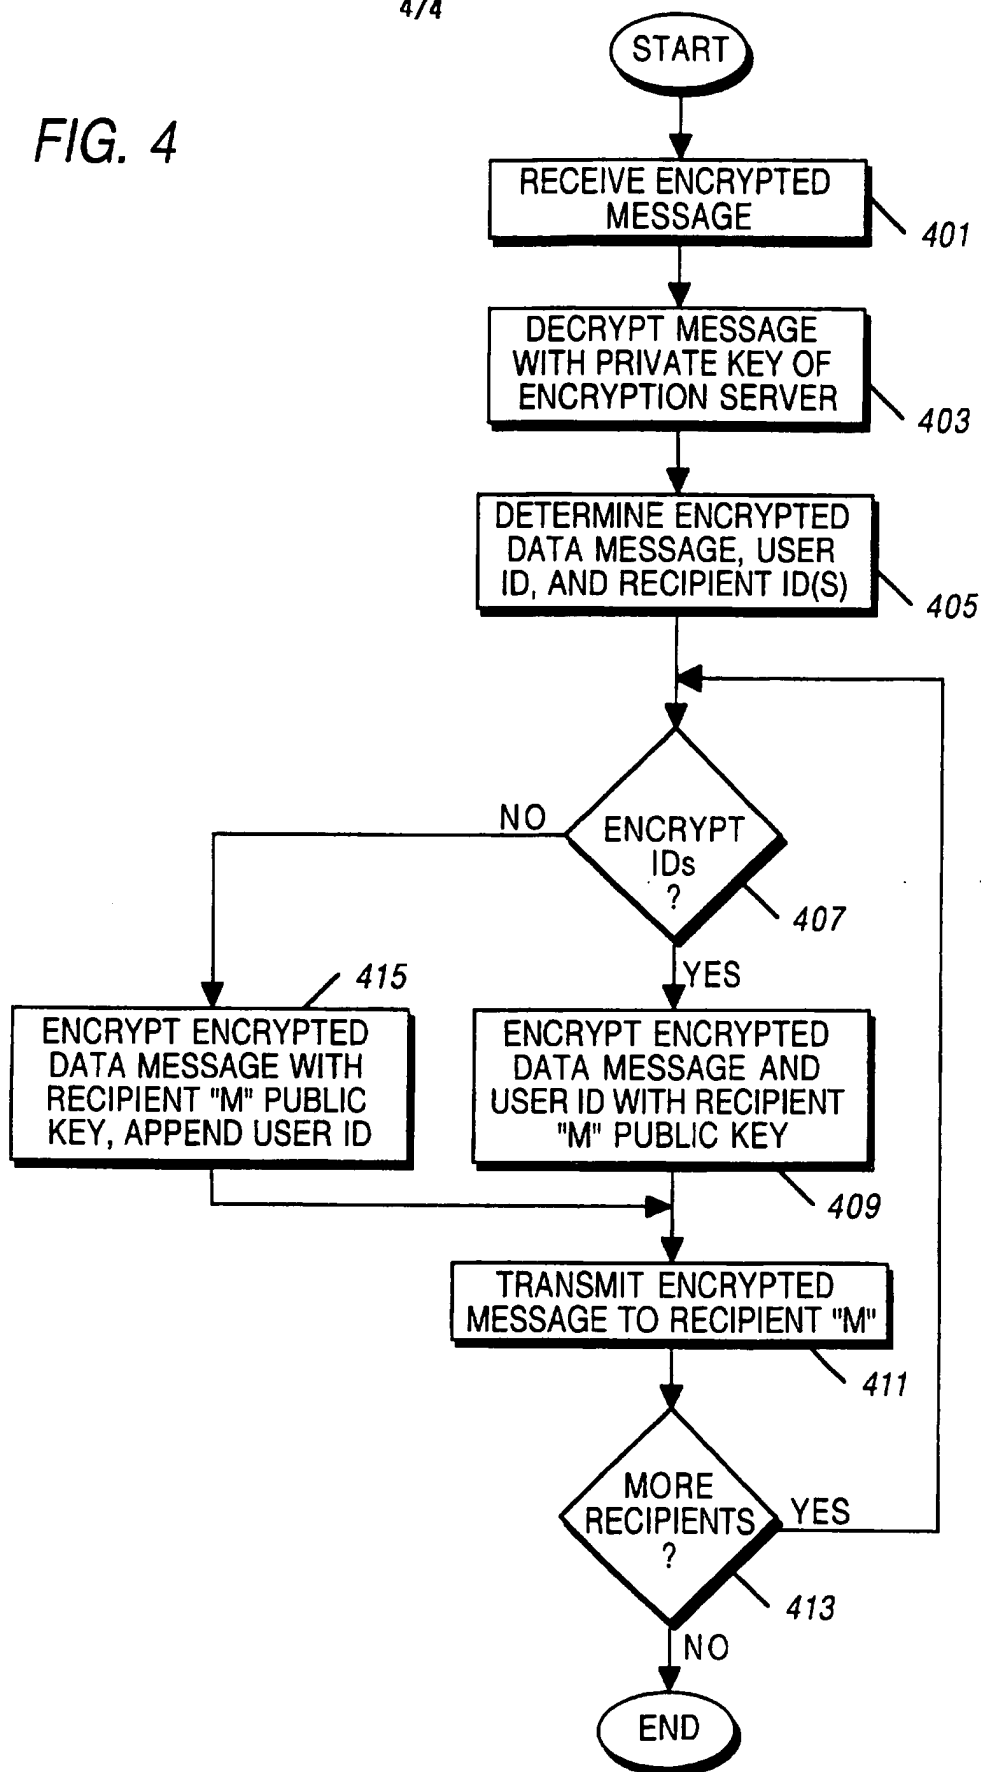 4/4
START
FIG. 4
RECEIVE ENCRYPTED
MESSAGE
401
DECRYPT MESSAGE
WITH PRIVATE KEY OF
ENCRYPTION SERVER
403
DETERMINE ENCRYPTED
DATA MESSAGE, USER
ID, AND RECIPIENT ID(S)
405
NO
ENCRYPT
IDs
?
407
YES
415
ENCRYPT ENCRYPTED
DATA MESSAGE WITH
RECIPIENT "M" PUBLIC
KEY, APPEND USER ID
ENCRYPT ENCRYPTED
DATA MESSAGE AND
USER ID WITH RECIPIENT
"M" PUBLIC KEY
409
TRANSMIT ENCRYPTED
MESSAGE TO RECIPIENT "M"
411
MORE
RECIPIENTS
?
YES
413
NO
END